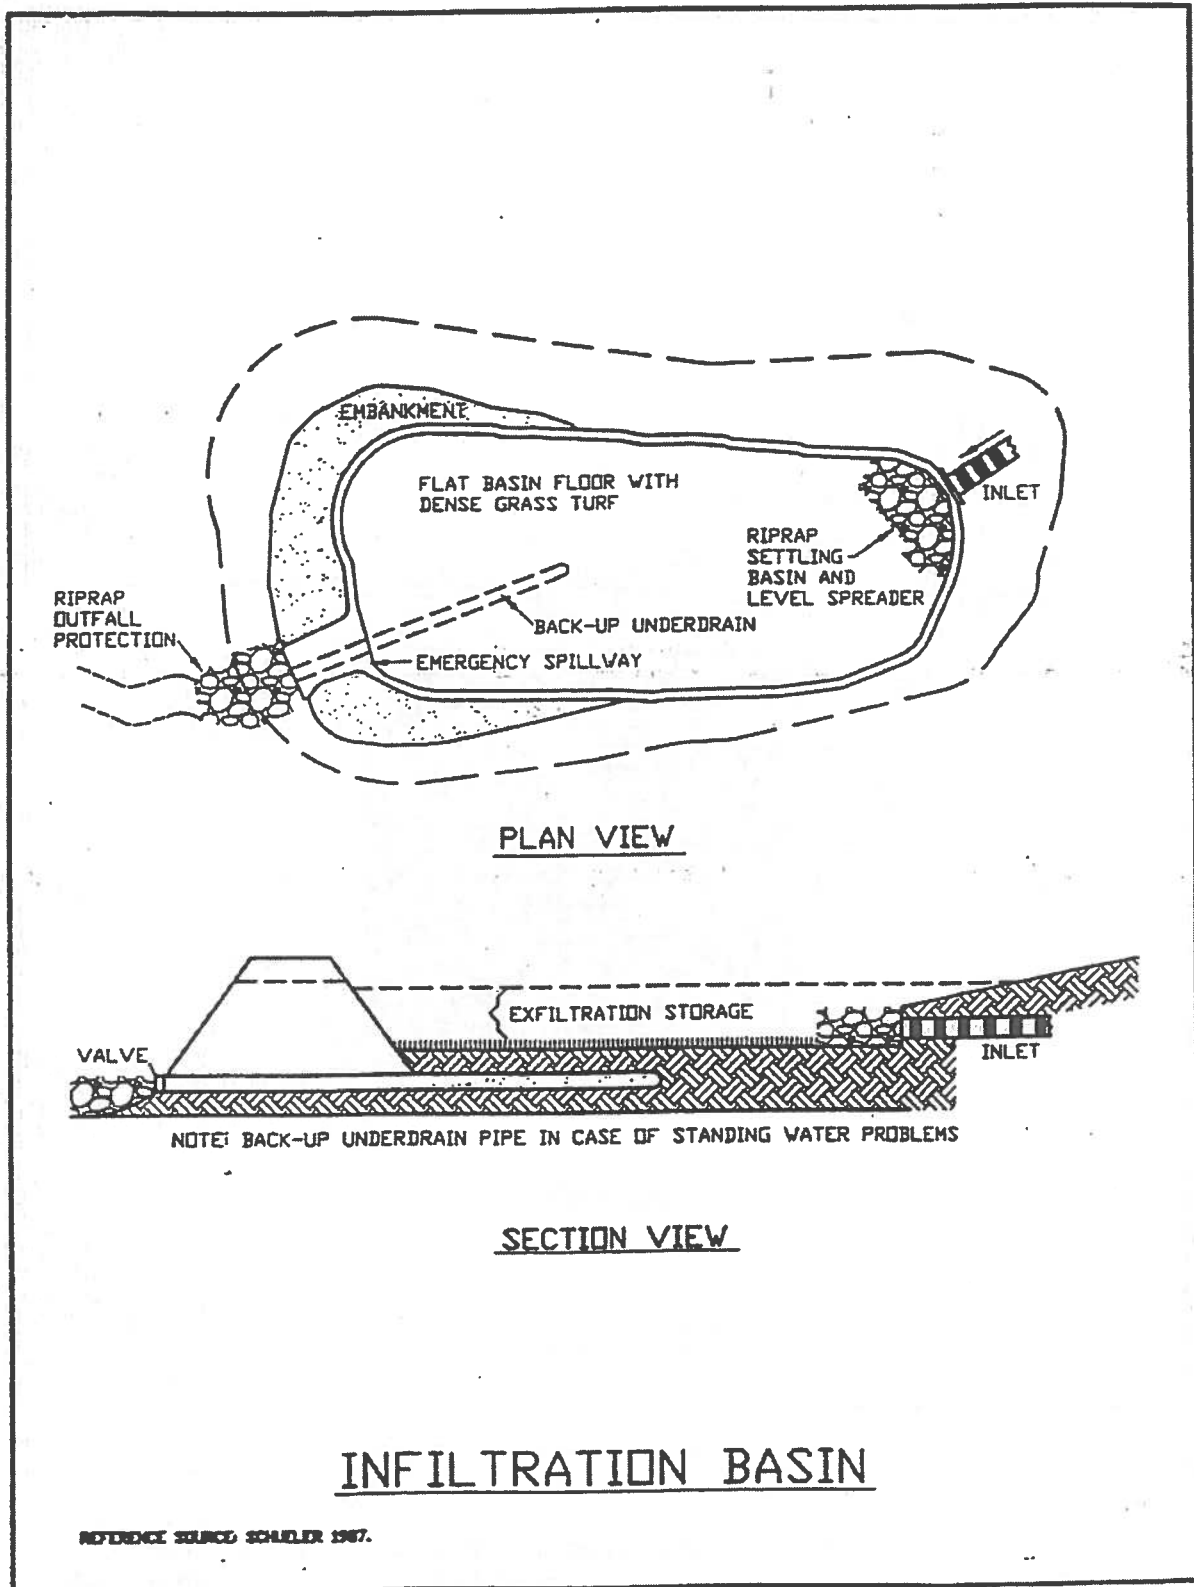 EMBANKMENT
FLAT BASIN FLOOR WITH
DENSE GRASS TURF
INLET
RIPRAP
SETTLING
BASIN AND
LEVEL SPREADER
RIPRAP
OUTFALL
PROTECTION
BACK-UP UNDERDRAIN
EMERGENCY SPILLWAY
PLAN VIEW
EXFILTRATION STORAGE
VALVE
INLET
NOTE: BACK-UP UNDERDRAIN PIPE IN CASE OF STANDING WATER PROBLEMS
SECTION VIEW
INFILTRATION BASIN
REFERENCE SOURCE: SCHUELER 1987.